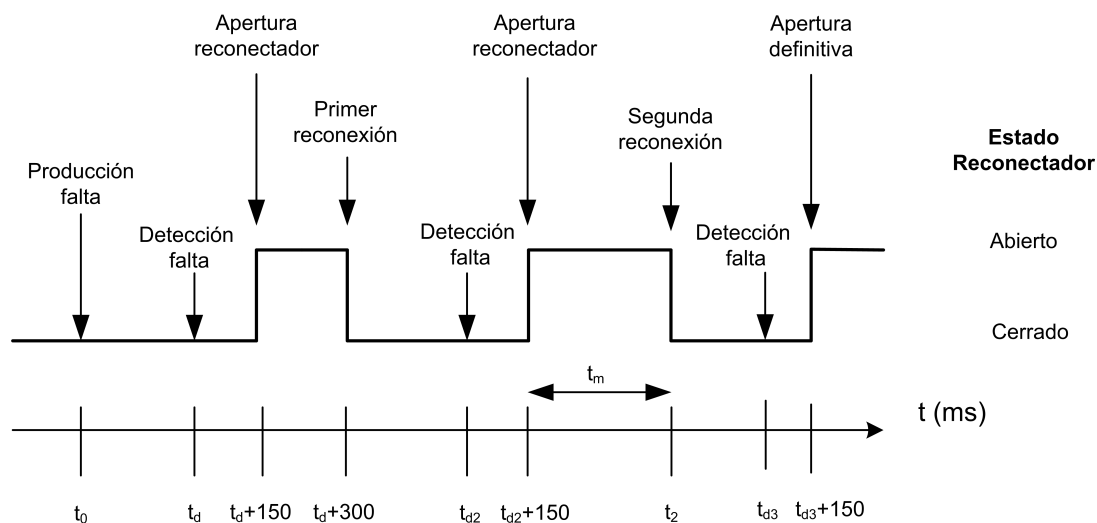 Apertura
reconectador
Apertura
reconectador
Apertura
definitiva
Primer
reconexión
Segunda
reconexión
Estado
Reconectador
Producción
falta
Detección
falta
Detección
falta
Detección
falta
Abierto
Cerrado
tm
t (ms)
t0
td
td+150
td+300
td2
td2+150
t2
td3
td3+150